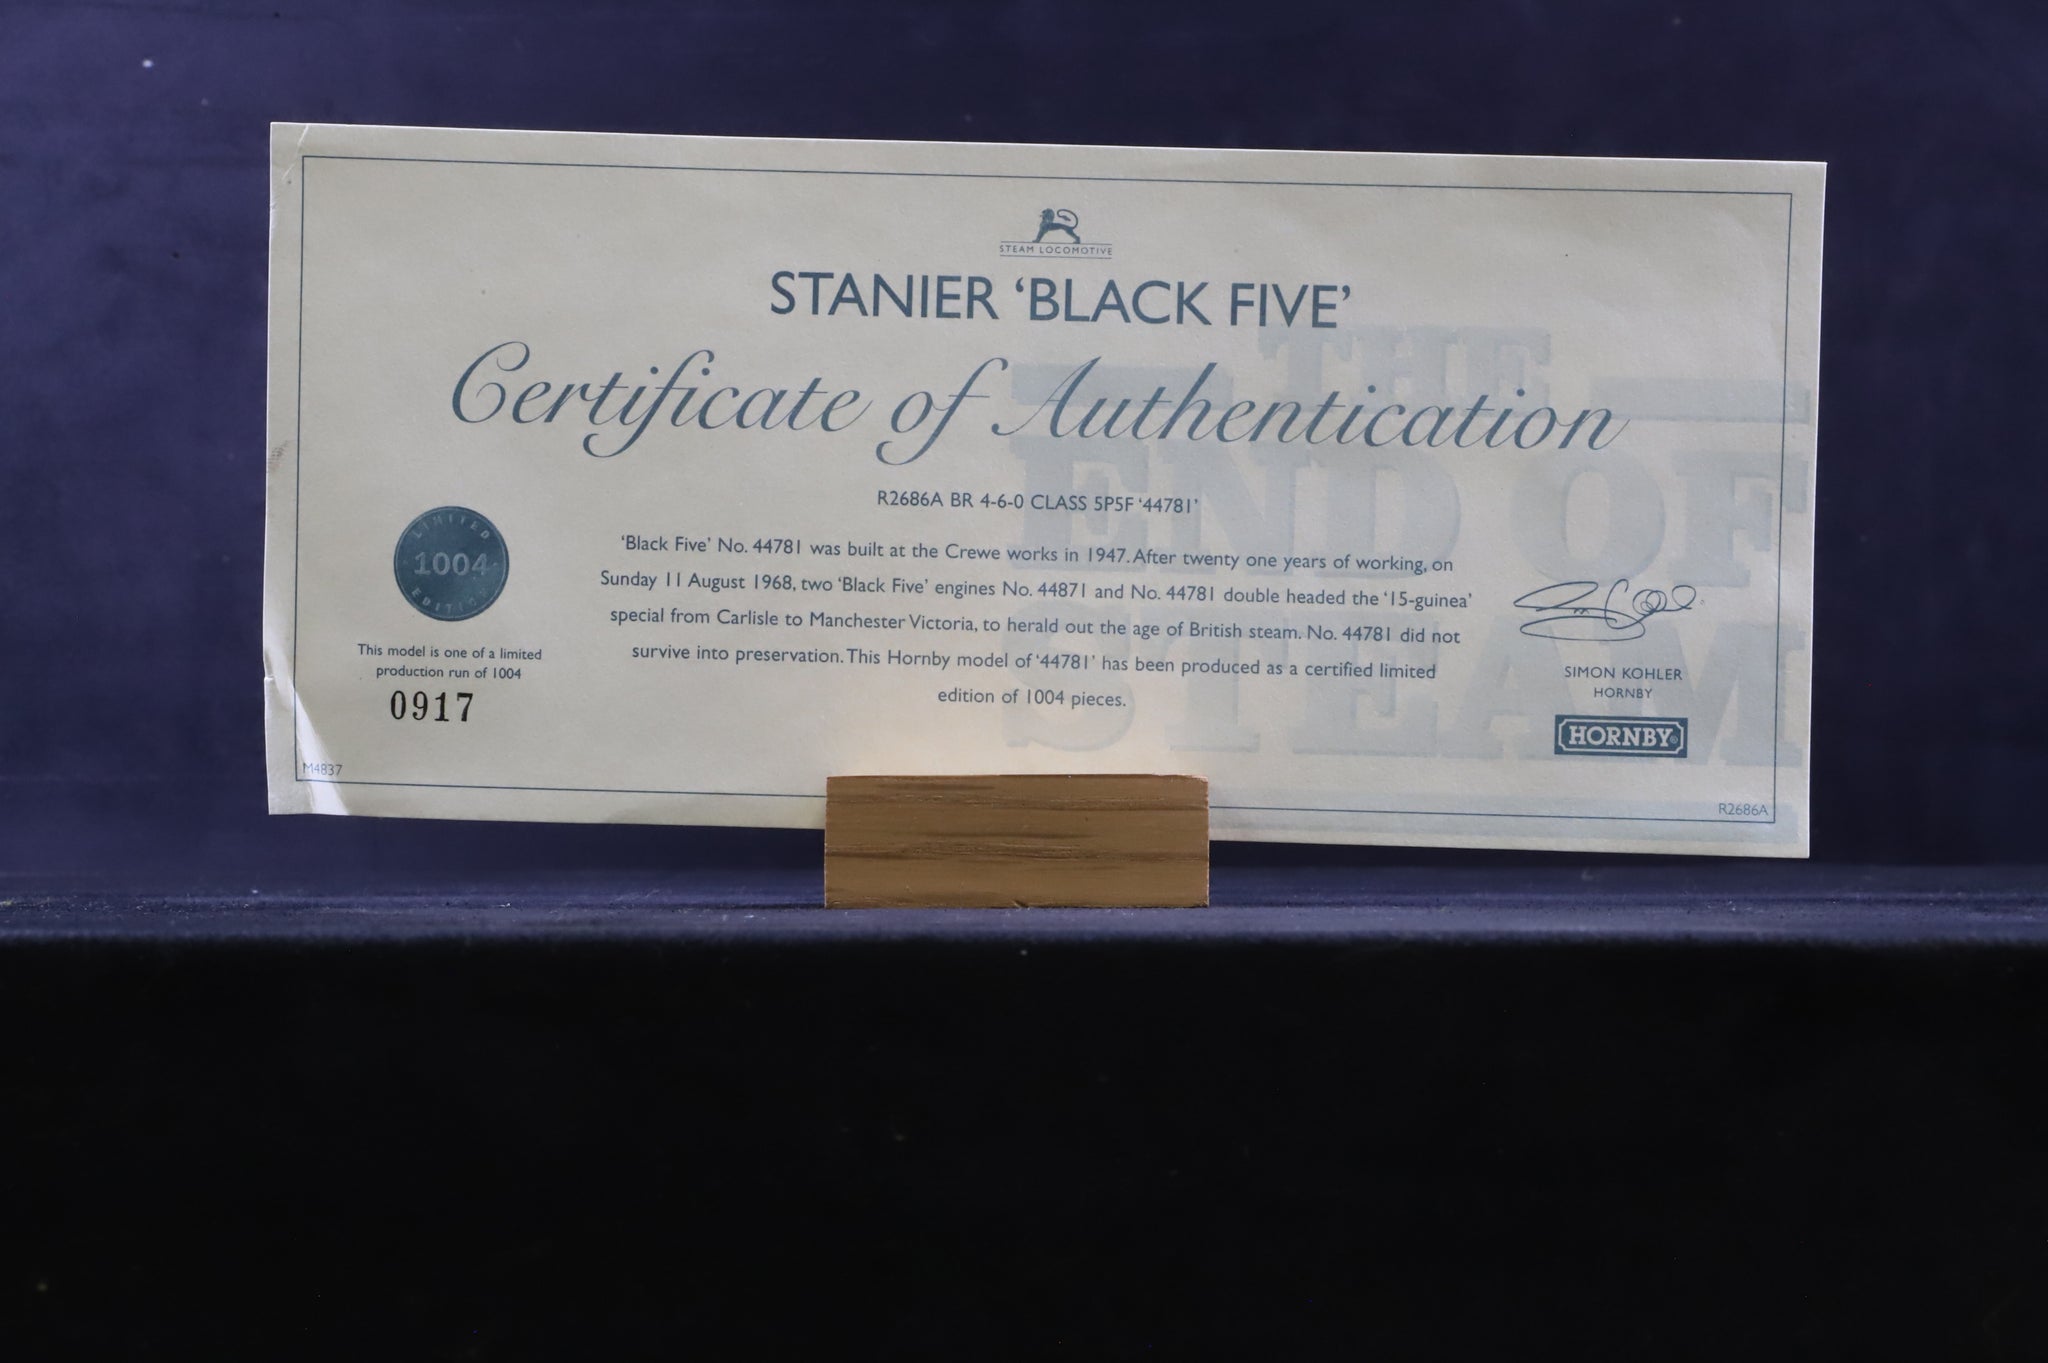 STEAM LOCOMOTIVE
STANIER ‘BLACK FIVE’
Certificate of Authentication
R2686A BR 4-6-0 CLASS 5P5F ‘44781’
‘Black Five’ No. 44781 was built at the Crewe works in 1947. After twenty one years of working, on
Sunday 11 August 1968, two ‘Black Five’ engines No. 44871 and No. 44781 double headed the ‘15-guinea’
special from Carlisle to Manchester Victoria, to herald out the age of British steam. No. 44781 did not
survive into preservation. This Hornby model of ‘44781’ has been produced as a certified limited
edition of 1004 pieces.
LIMITED
1004
EDITION
This model is one of a limited
production run of 1004
0917
M4837
SIMON KOHLER
HORNBY
HORNBY®
R2686A
THE
END OF
STEAM